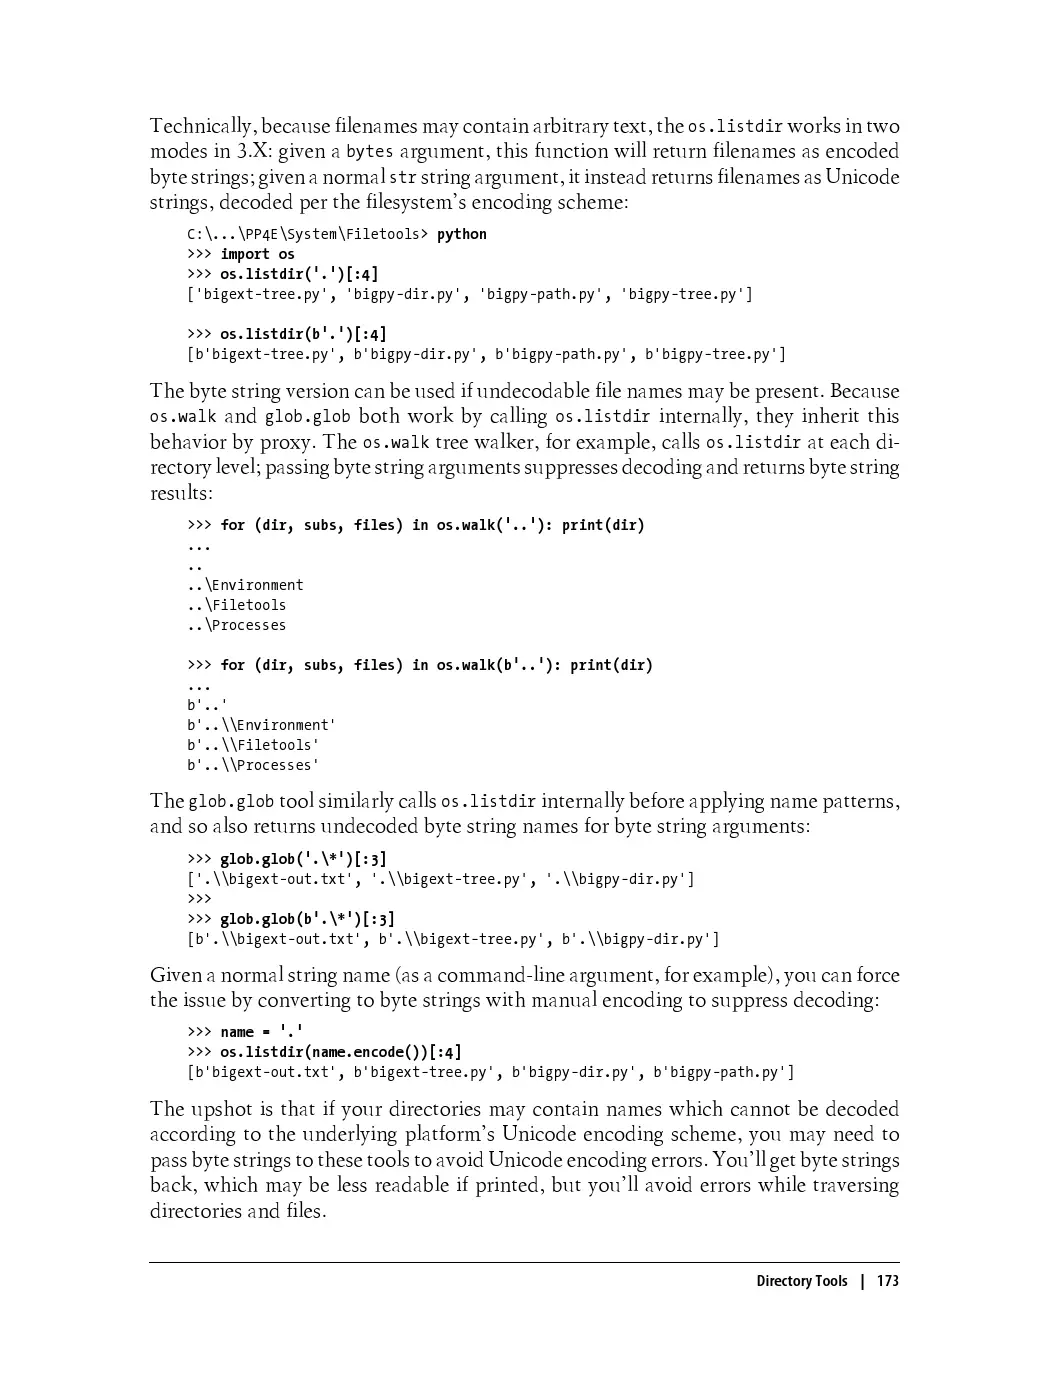 Technically, because filenames may contain arbitrary text, the os.listdir works in two
modes in 3.X: given a bytes argument, this function will return filenames as encoded
byte strings; given a normal str string argument, it instead returns filenames as Unicode
strings, decoded per the filesystem’s encoding scheme:
C:\...\PP4E\System\Filetools> python
>>> import os
>>> os.listdir('.')[:4]
['bigext-tree.py', 'bigpy-dir.py', 'bigpy-path.py', 'bigpy-tree.py']
>>> os.listdir(b'.')[:4]
[b'bigext-tree.py', b'bigpy-dir.py', b'bigpy-path.py', b'bigpy-tree.py']
The byte string version can be used if undecodable file names may be present. Because
os.walk and glob.glob both work by calling os.listdir internally, they inherit this
behavior by proxy. The os.walk tree walker, for example, calls os.listdir at each di-
rectory level; passing byte string arguments suppresses decoding and returns byte string
results:
>>> for (dir, subs, files) in os.walk('..'): print(dir)
...
..
..\Environment
..\Filetools
..\Processes
>>> for (dir, subs, files) in os.walk(b'..'): print(dir)
...
b'..'
b'..\\Environment'
b'..\\Filetools'
b'..\\Processes'
The glob.glob tool similarly calls os.listdir internally before applying name patterns,
and so also returns undecoded byte string names for byte string arguments:
>>> glob.glob('.\*')[:3]
['.\\bigext-out.txt', '.\\bigext-tree.py', '.\\bigpy-dir.py']
>>>
>>> glob.glob(b'.\*')[:3]
[b'.\\bigext-out.txt', b'.\\bigext-tree.py', b'.\\bigpy-dir.py']
Given a normal string name (as a command-line argument, for example), you can force
the issue by converting to byte strings with manual encoding to suppress decoding:
>>> name = '.'
>>> os.listdir(name.encode())[:4]
[b'bigext-out.txt', b'bigext-tree.py', b'bigpy-dir.py', b'bigpy-path.py']
The upshot is that if your directories may contain names which cannot be decoded
according to the underlying platform’s Unicode encoding scheme, you may need to
pass byte strings to these tools to avoid Unicode encoding errors. You’ll get byte strings
back, which may be less readable if printed, but you’ll avoid errors while traversing
directories and files.
Directory Tools | 173